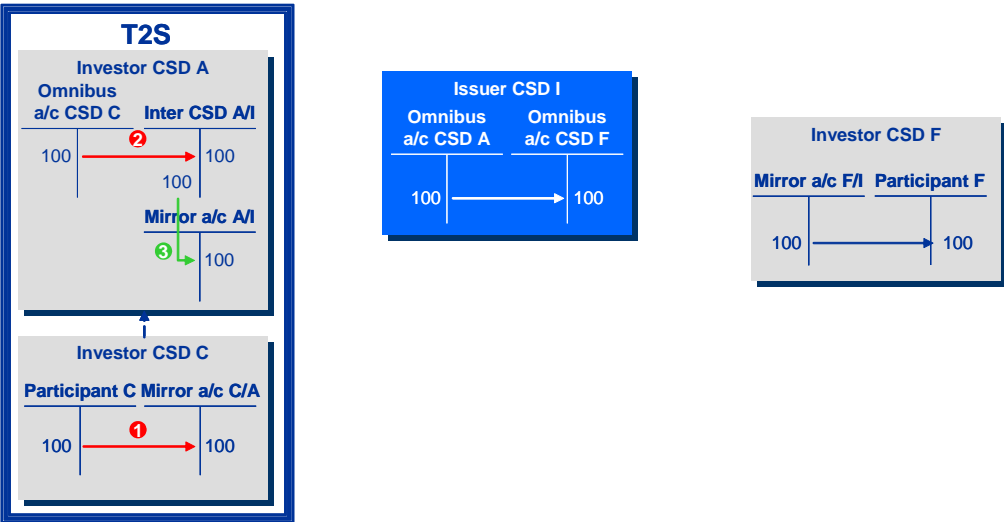 T2S
Investor CSD A
Omnibus
a/c CSD C Inter CSD A/I
2
100 100
100
Mirror a/c A/I
3
100
Investor CSD C
Participant C Mirror a/c C/A
1
100 100
Issuer CSD I
Omnibus Omnibus
a/c CSD A a/c CSD F
100 100
Investor CSD F
Mirror a/c F/I Participant F
100 100